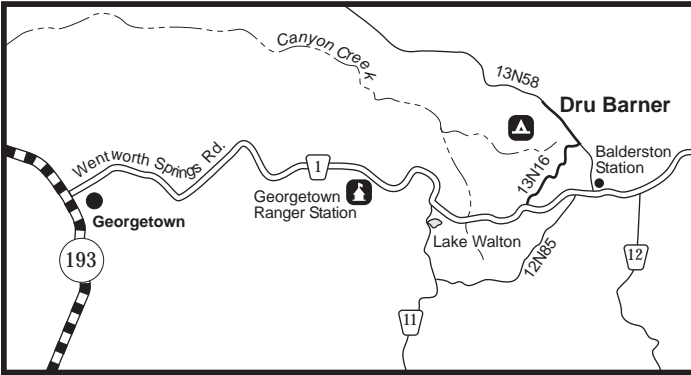 Canyon Creek
13N58
Dru Barner
Wentworth Springs Rd.
1
13N16
Balderston
Station
Georgetown
Ranger Station
Georgetown
Lake Walton
193
12N85
12
11